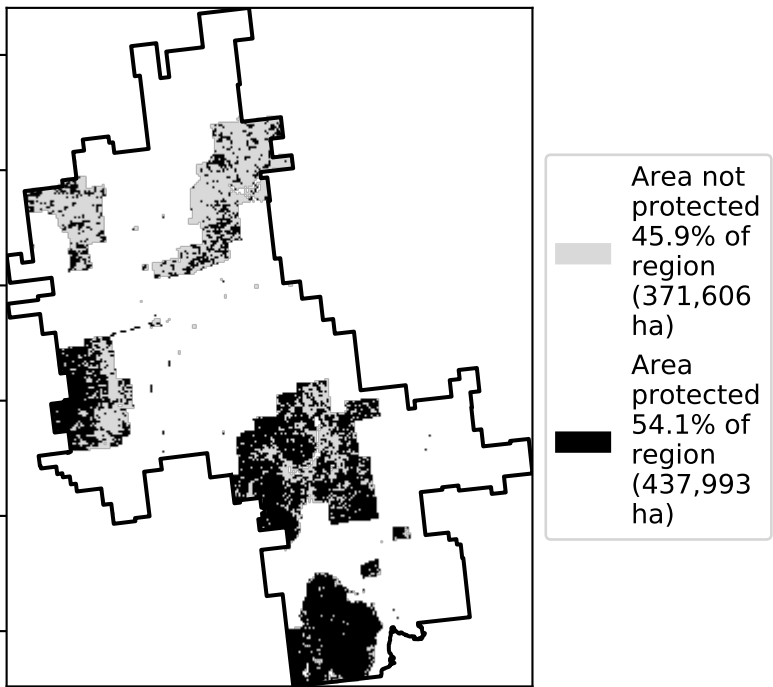 Area not
protected
45.9% of
region
(371,606
ha)
Area
protected
54.1% of
region
(437,993
ha)